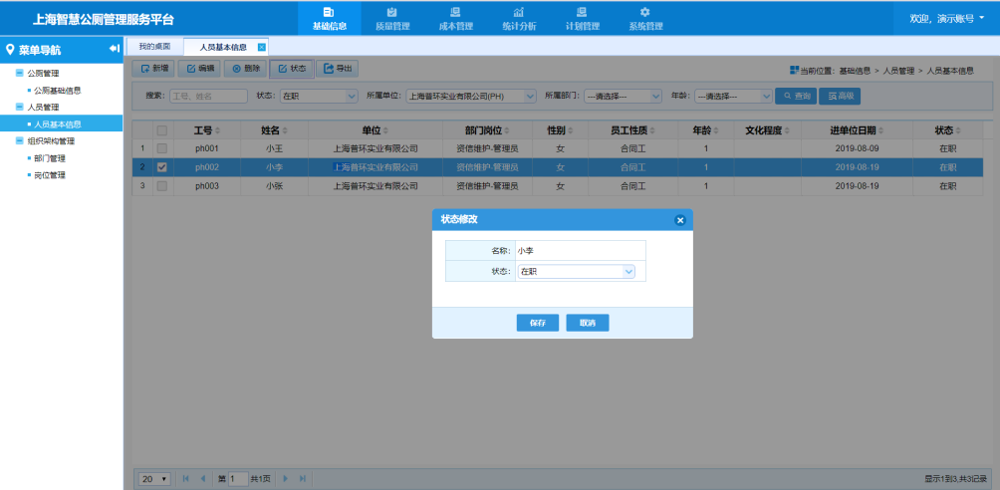 上海智慧公厕管理服务平台
基础信息 质量管理 成本管理 统计分析 计划管理 系统管理
欢迎, 演示账号
菜单导航
我的桌面 人员基本信息
公厕管理
公厕基础信息
人员管理
人员基本信息
组织架构管理
部门管理
岗位管理
新增 编辑 删除 状态 导出
当前位置: 基础信息 > 人员管理 > 人员基本信息
搜索: 工号、姓名 状态: 在职 所属单位: 上海普环实业有限公司(PH) 所属部门: ---请选择--- 年龄: ---请选择--- 查询 高级
工号 姓名 单位 部门岗位 性别 员工性质 年龄 文化程度 进单位日期 状态
1 ph001 小王 上海普环实业有限公司 资信维护-管理员 女 合同工 1 2019-08-09 在职
2 ph002 小李 上海普环实业有限公司 资信维护-管理员 女 合同工 1 2019-08-19 在职
3 ph003 小张 上海普环实业有限公司 资信维护-管理员 女 合同工 1 2019-08-19 在职
状态修改
名称: 小李
状态: 在职
保存 取消
20 第 1 共1页 显示1到3,共3记录